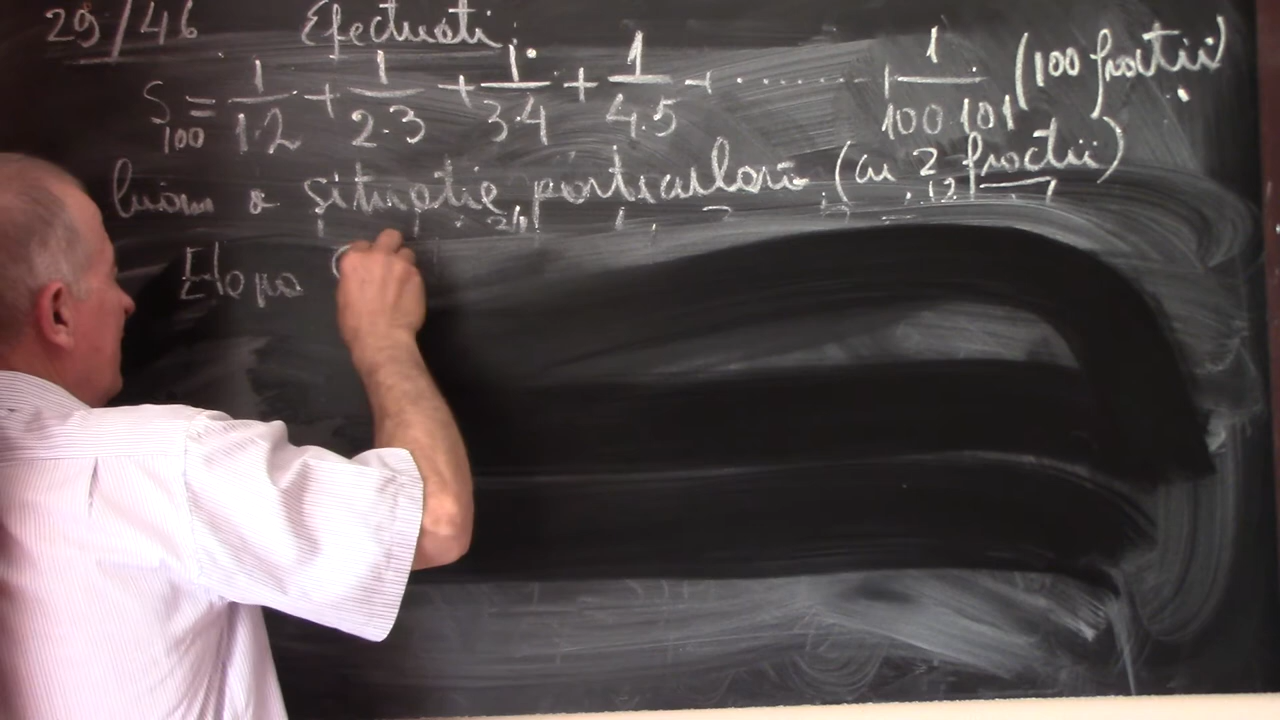 29/46 Efectuati.
S₁₀₀ = 1/1·2 + 1/2·3 + 1/3·4 + 1/4·5 + ........ + 1/100·101 (100 fractii)
luam o situatie particulara (cu 2 fractii)
Etapa